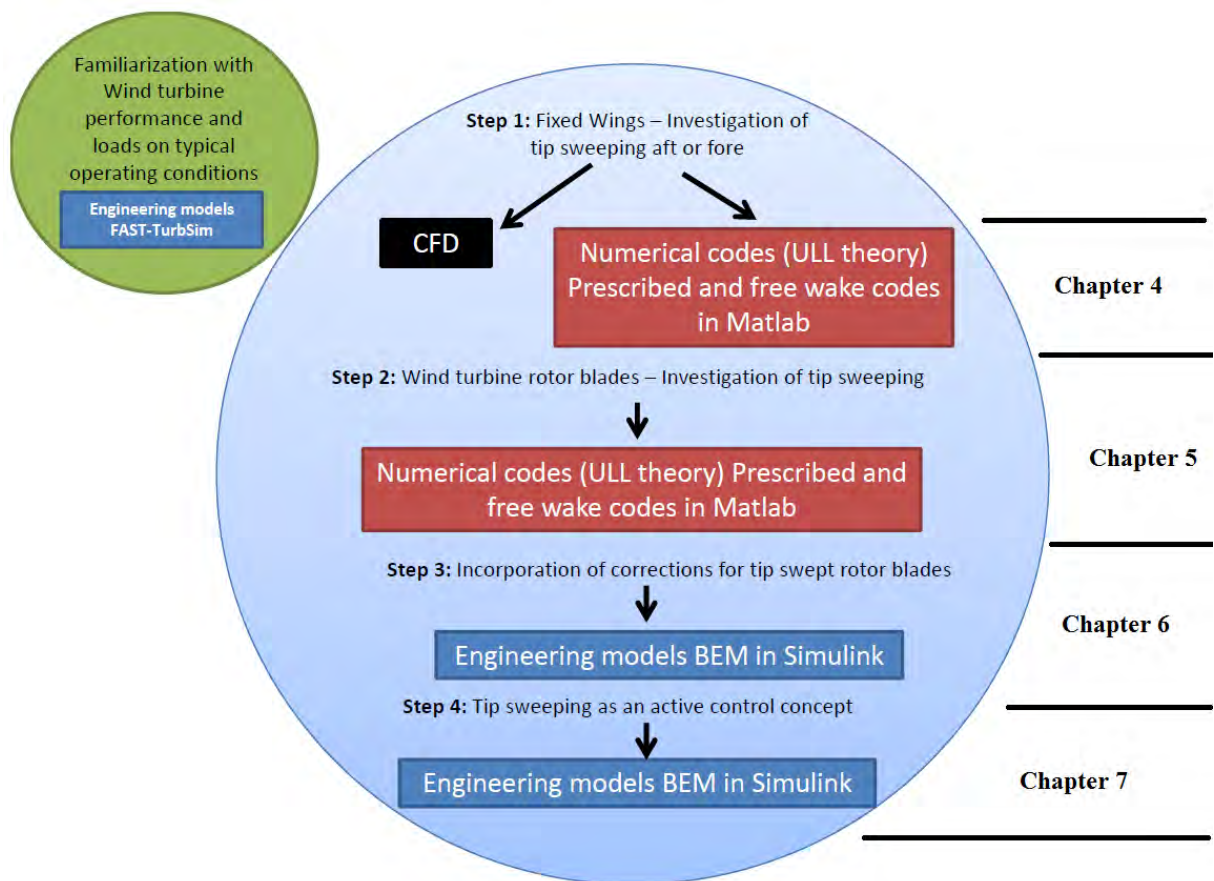 Familiarization with
Wind turbine
performance and
loads on typical
operating conditions
Engineering models
FAST-TurbSim
Step 1: Fixed Wings – Investigation of
tip sweeping aft or fore
CFD
Numerical codes (ULL theory)
Prescribed and free wake codes
in Matlab
Chapter 4
Step 2: Wind turbine rotor blades – Investigation of tip sweeping
Numerical codes (ULL theory) Prescribed and
free wake codes in Matlab
Chapter 5
Step 3: Incorporation of corrections for tip swept rotor blades
Engineering models BEM in Simulink
Chapter 6
Step 4: Tip sweeping as an active control concept
Engineering models BEM in Simulink
Chapter 7